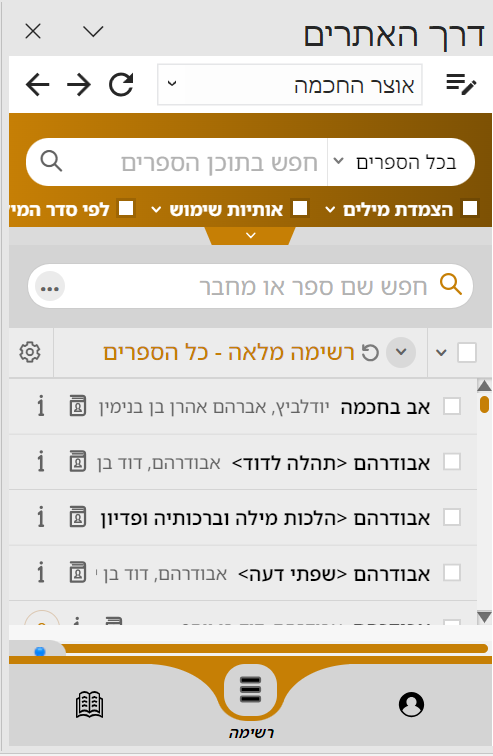 דרך האתרים
אוצר החכמה
בכל הספרים חפש בתוכן הספרים
הצמדת מילים אותיות שימוש לפי סדר
חפש שם ספר או מחבר
רשימה מלאה - כל הספרים
אב בחכמה יודלביץ, אברהם אהרן בן בנימין
אבודרהם <תהלה לדוד> אבודרהם, דוד בן
אבודרהם <הלכות מילה וברכותיה ופדיון
אבודרהם <שפתי דעה> אבודרהם, דוד בן
רשימה